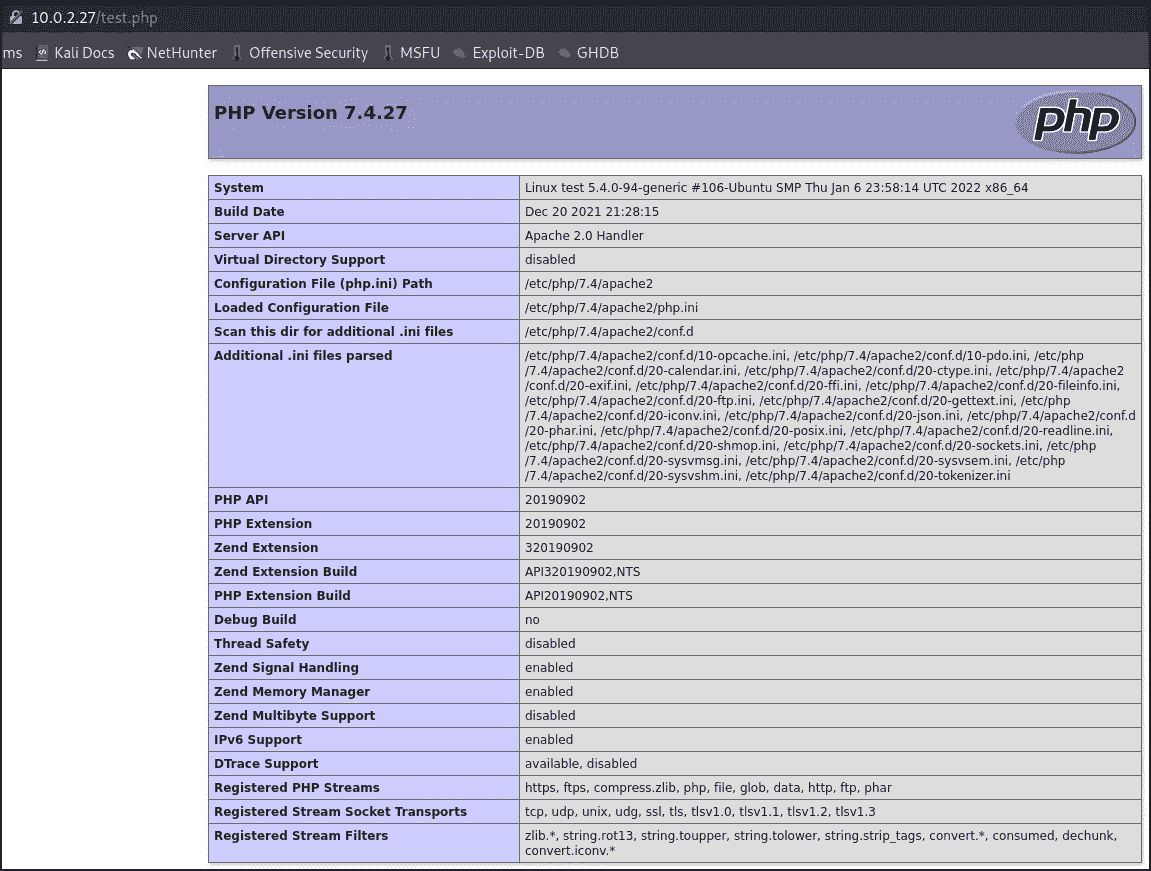 10.0.2.27/test.php
ms Kali Docs NetHunter Offensive Security MSFU Exploit-DB GHDB
PHP Version 7.4.27
php
System Linux test 5.4.0-94-generic #106-Ubuntu SMP Thu Jan 6 23:58:14 UTC 2022 x86_64
Build Date Dec 20 2021 21:28:15
Server API Apache 2.0 Handler
Virtual Directory Support disabled
Configuration File (php.ini) Path /etc/php/7.4/apache2
Loaded Configuration File /etc/php/7.4/apache2/php.ini
Scan this dir for additional .ini files /etc/php/7.4/apache2/conf.d
Additional .ini files parsed /etc/php/7.4/apache2/conf.d/10-opcache.ini, /etc/php/7.4/apache2/conf.d/10-pdo.ini, /etc/php
/7.4/apache2/conf.d/20-calendar.ini, /etc/php/7.4/apache2/conf.d/20-ctype.ini, /etc/php/7.4/apache2
/conf.d/20-exif.ini, /etc/php/7.4/apache2/conf.d/20-ffi.ini, /etc/php/7.4/apache2/conf.d/20-fileinfo.ini,
/etc/php/7.4/apache2/conf.d/20-ftp.ini, /etc/php/7.4/apache2/conf.d/20-gettext.ini, /etc/php
/7.4/apache2/conf.d/20-iconv.ini, /etc/php/7.4/apache2/conf.d/20-json.ini, /etc/php/7.4/apache2/conf.d
/20-phar.ini, /etc/php/7.4/apache2/conf.d/20-posix.ini, /etc/php/7.4/apache2/conf.d/20-readline.ini,
/etc/php/7.4/apache2/conf.d/20-shmop.ini, /etc/php/7.4/apache2/conf.d/20-sockets.ini, /etc/php
/7.4/apache2/conf.d/20-sysvmsg.ini, /etc/php/7.4/apache2/conf.d/20-sysvsem.ini, /etc/php
/7.4/apache2/conf.d/20-sysvshm.ini, /etc/php/7.4/apache2/conf.d/20-tokenizer.ini
PHP API 20190902
PHP Extension 20190902
Zend Extension 320190902
Zend Extension Build API320190902,NTS
PHP Extension Build API20190902,NTS
Debug Build no
Thread Safety disabled
Zend Signal Handling enabled
Zend Memory Manager enabled
Zend Multibyte Support disabled
IPv6 Support enabled
DTrace Support available, disabled
Registered PHP Streams https, ftps, compress.zlib, php, file, glob, data, http, ftp, phar
Registered Stream Socket Transports tcp, udp, unix, udg, ssl, tls, tlsv1.0, tlsv1.1, tlsv1.2, tlsv1.3
Registered Stream Filters zlib.*, string.rot13, string.toupper, string.tolower, string.strip_tags, convert.*, consumed, dechunk,
convert.iconv.*